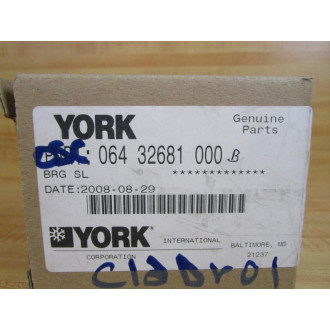 YORK
Genuine
Parts
064 32681 000 B
BRG SL
*************
DATE:2008-08-29
YORK
INTERNATIONAL
CORPORATION
BALTIMORE, MD
21237